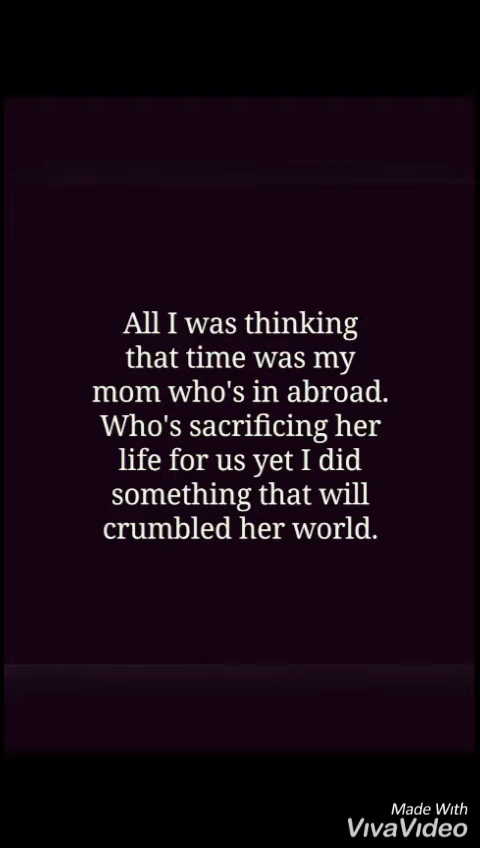 All I was thinking
that time was my
mom who's in abroad.
Who's sacrificing her
life for us yet I did
something that will
crumbled her world.
Made With
VivaVideo